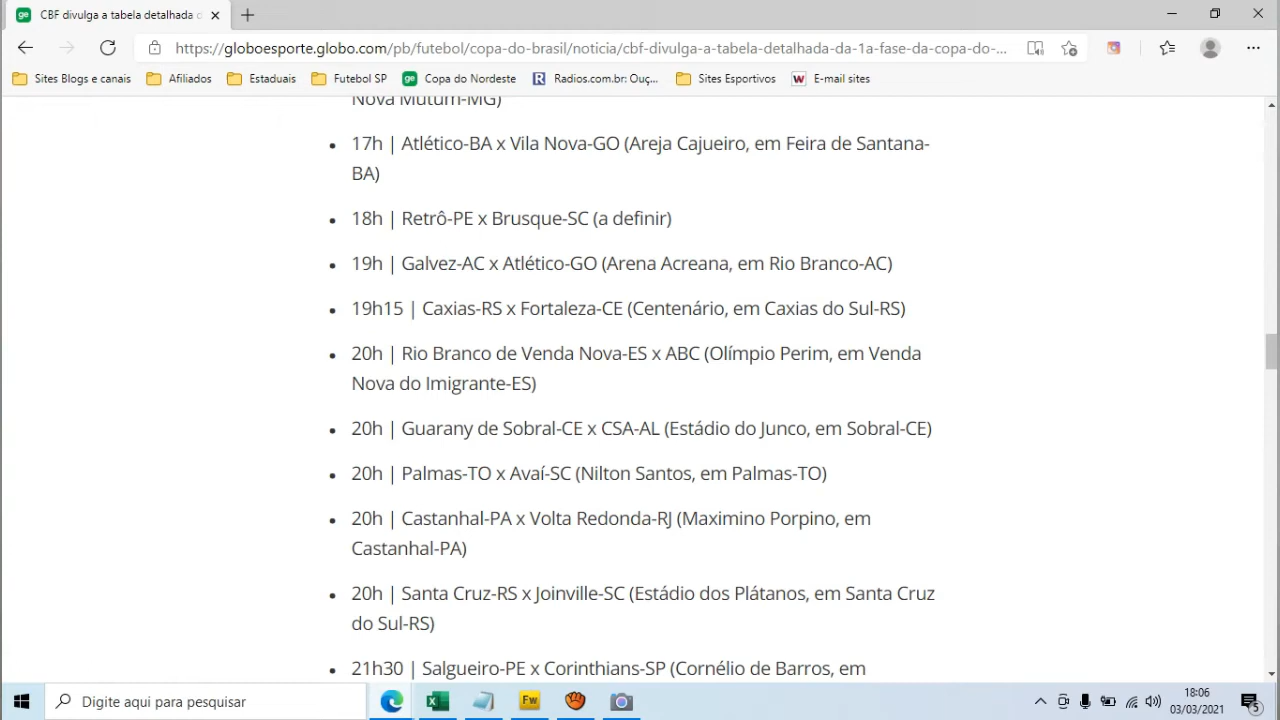 CBF divulga a tabela detalhada d
https://globoesporte.globo.com/pb/futebol/copa-do-brasil/noticia/cbf-divulga-a-tabela-detalhada-da-1a-fase-da-copa-do-...
Sites Blogs e canais Afiliados Estaduais Futebol SP ge Copa do Nordeste Radios.com.br: Ouç... Sites Esportivos W E-mail sites
Nova Mutum-MG)
• 17h | Atlético-BA x Vila Nova-GO (Areja Cajueiro, em Feira de Santana-
BA)
• 18h | Retrô-PE x Brusque-SC (a definir)
• 19h | Galvez-AC x Atlético-GO (Arena Acreana, em Rio Branco-AC)
• 19h15 | Caxias-RS x Fortaleza-CE (Centenário, em Caxias do Sul-RS)
• 20h | Rio Branco de Venda Nova-ES x ABC (Olímpio Perim, em Venda
Nova do Imigrante-ES)
• 20h | Guarany de Sobral-CE x CSA-AL (Estádio do Junco, em Sobral-CE)
• 20h | Palmas-TO x Avaí-SC (Nilton Santos, em Palmas-TO)
• 20h | Castanhal-PA x Volta Redonda-RJ (Maximino Porpino, em
Castanhal-PA)
• 20h | Santa Cruz-RS x Joinville-SC (Estádio dos Plátanos, em Santa Cruz
do Sul-RS)
• 21h30 | Salgueiro-PE x Corinthians-SP (Cornélio de Barros, em
Digite aqui para pesquisar
Fw
18:06
03/03/2021
5